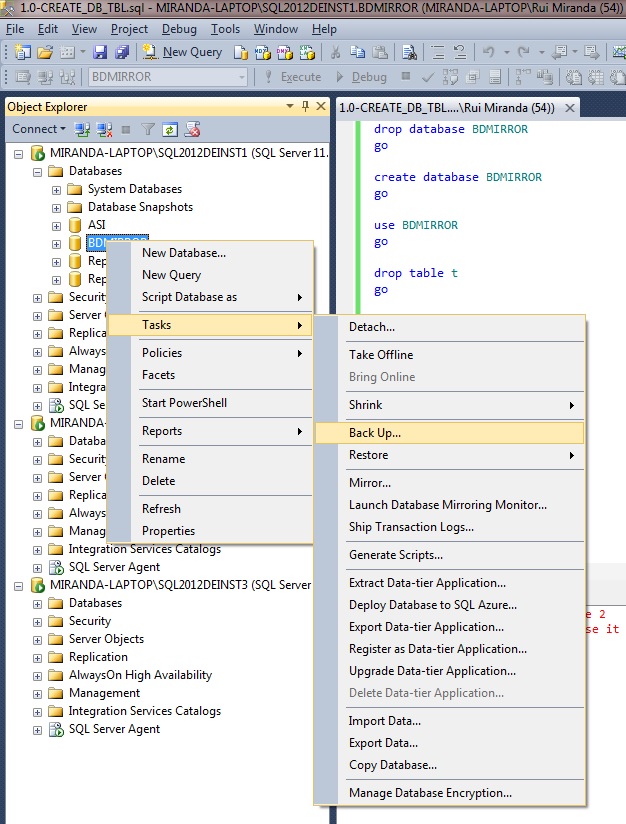 1.0-CREATE_DB_TBL.sql - MIRANDA-LAPTOP\SQL2012DEINST1.BDMIRROR (MIRANDA-LAPTOP\Rui Miranda (54))
File Edit View Query Project Debug Tools Window Help
New Query
BDMIRROR Execute Debug
Object Explorer
1.0-CREATE_DB_TBL....\Rui Miranda (54))
Connect
MIRANDA-LAPTOP\SQL2012DEINST1 (SQL Server 11.
Databases
System Databases
Database Snapshots
ASI
BDMIRROR
Rep
Rep
Securit
Server O
Replica
Always
Manag
Integra
SQL Se
MIRANDA-
Databa
Securit
Server O
Replica
Always
Manag
Integration Services Catalogs
SQL Server Agent
MIRANDA-LAPTOP\SQL2012DEINST3 (SQL Server
Databases
Security
Server Objects
Replication
AlwaysOn High Availability
Management
Integration Services Catalogs
SQL Server Agent
drop database BDMIRROR
go
create database BDMIRROR
go
use BDMIRROR
go
drop table t
go
New Database...
New Query
Script Database as
Tasks
Policies
Facets
Start PowerShell
Reports
Rename
Delete
Refresh
Properties
Detach...
Take Offline
Bring Online
Shrink
Back Up...
Restore
Mirror...
Launch Database Mirroring Monitor...
Ship Transaction Logs...
Generate Scripts...
Extract Data-tier Application...
Deploy Database to SQL Azure...
Export Data-tier Application...
Register as Data-tier Application...
Upgrade Data-tier Application...
Delete Data-tier Application...
Import Data...
Export Data...
Copy Database...
Manage Database Encryption...
e 2
se it